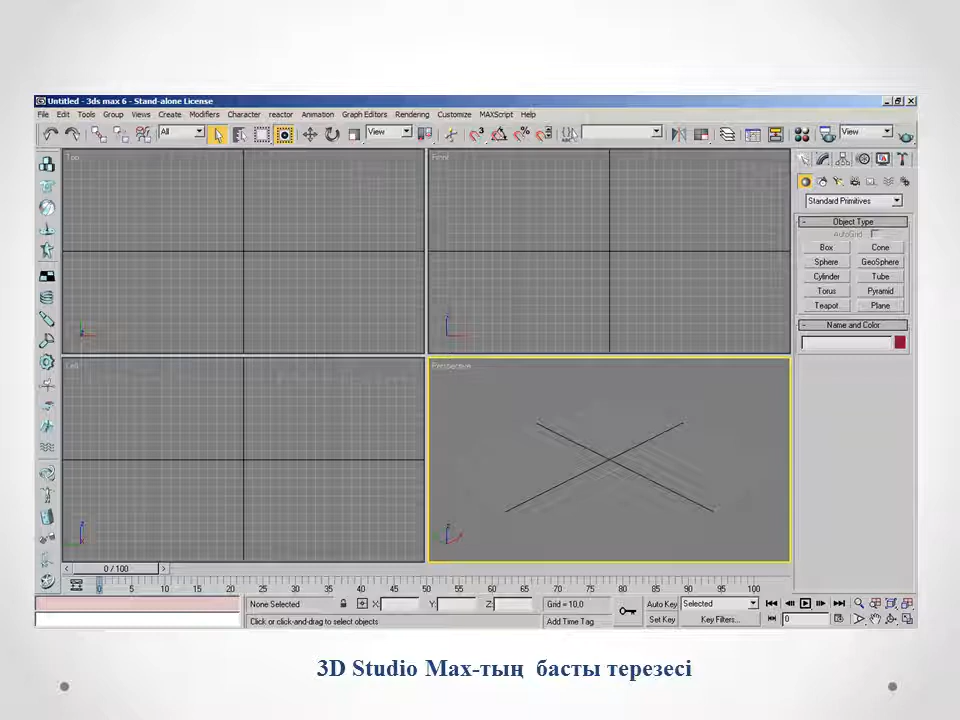 Untitled - 3ds max 6 - Stand-alone License
File Edit Tools Group Views Create Modifiers Character reactor Animation Graph Editors Rendering Customize MAXScript Help
All View View
Top Front
Standard Primitives
Object Type
AutoGrid
Box Cone
Sphere GeoSphere
Cylinder Tube
Torus Pyramid
Teapot Plane
Name and Color
Left Perspective
0 / 100
0 5 10 15 20 25 30 35 40 45 50 55 60 65 70 75 80 85 90 95 100
None Selected X: Y: Z: Grid = 10,0 Auto Key Selected
Click or click-and-drag to select objects Add Time Tag Set Key Key Filters... 0
3D Studio Max-тың басты терезесі